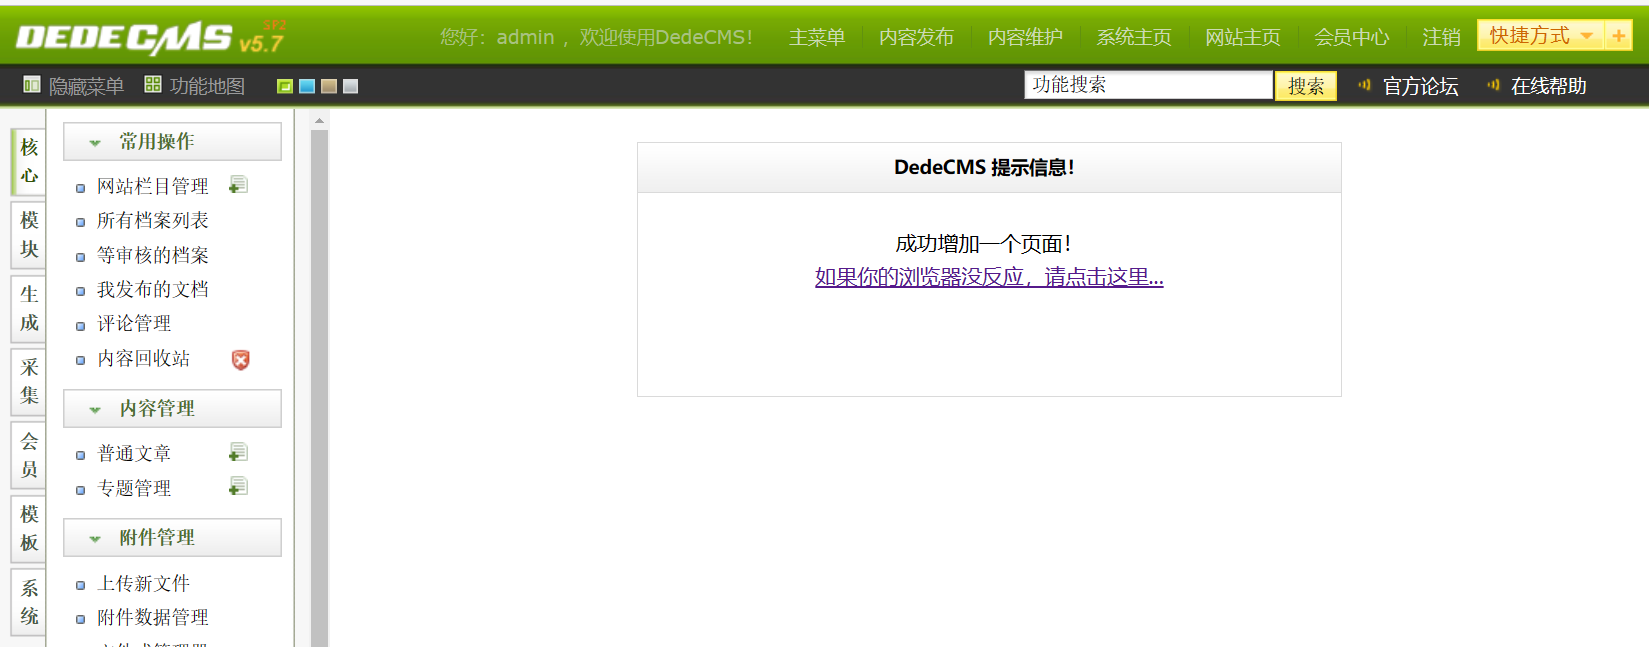 DEDECMS v5.7 SP2
您好：admin ，欢迎使用DedeCMS！ 主菜单 内容发布 内容维护 系统主页 网站主页 会员中心 注销 快捷方式 +
隐藏菜单 功能地图 功能搜索 搜索 官方论坛 在线帮助
核心
模块
生成
采集
会员
模板
系统
常用操作
网站栏目管理
所有档案列表
等审核的档案
我发布的文档
评论管理
内容回收站
内容管理
普通文章
专题管理
附件管理
上传新文件
附件数据管理
DedeCMS 提示信息！
成功增加一个页面！
如果你的浏览器没反应，请点击这里...